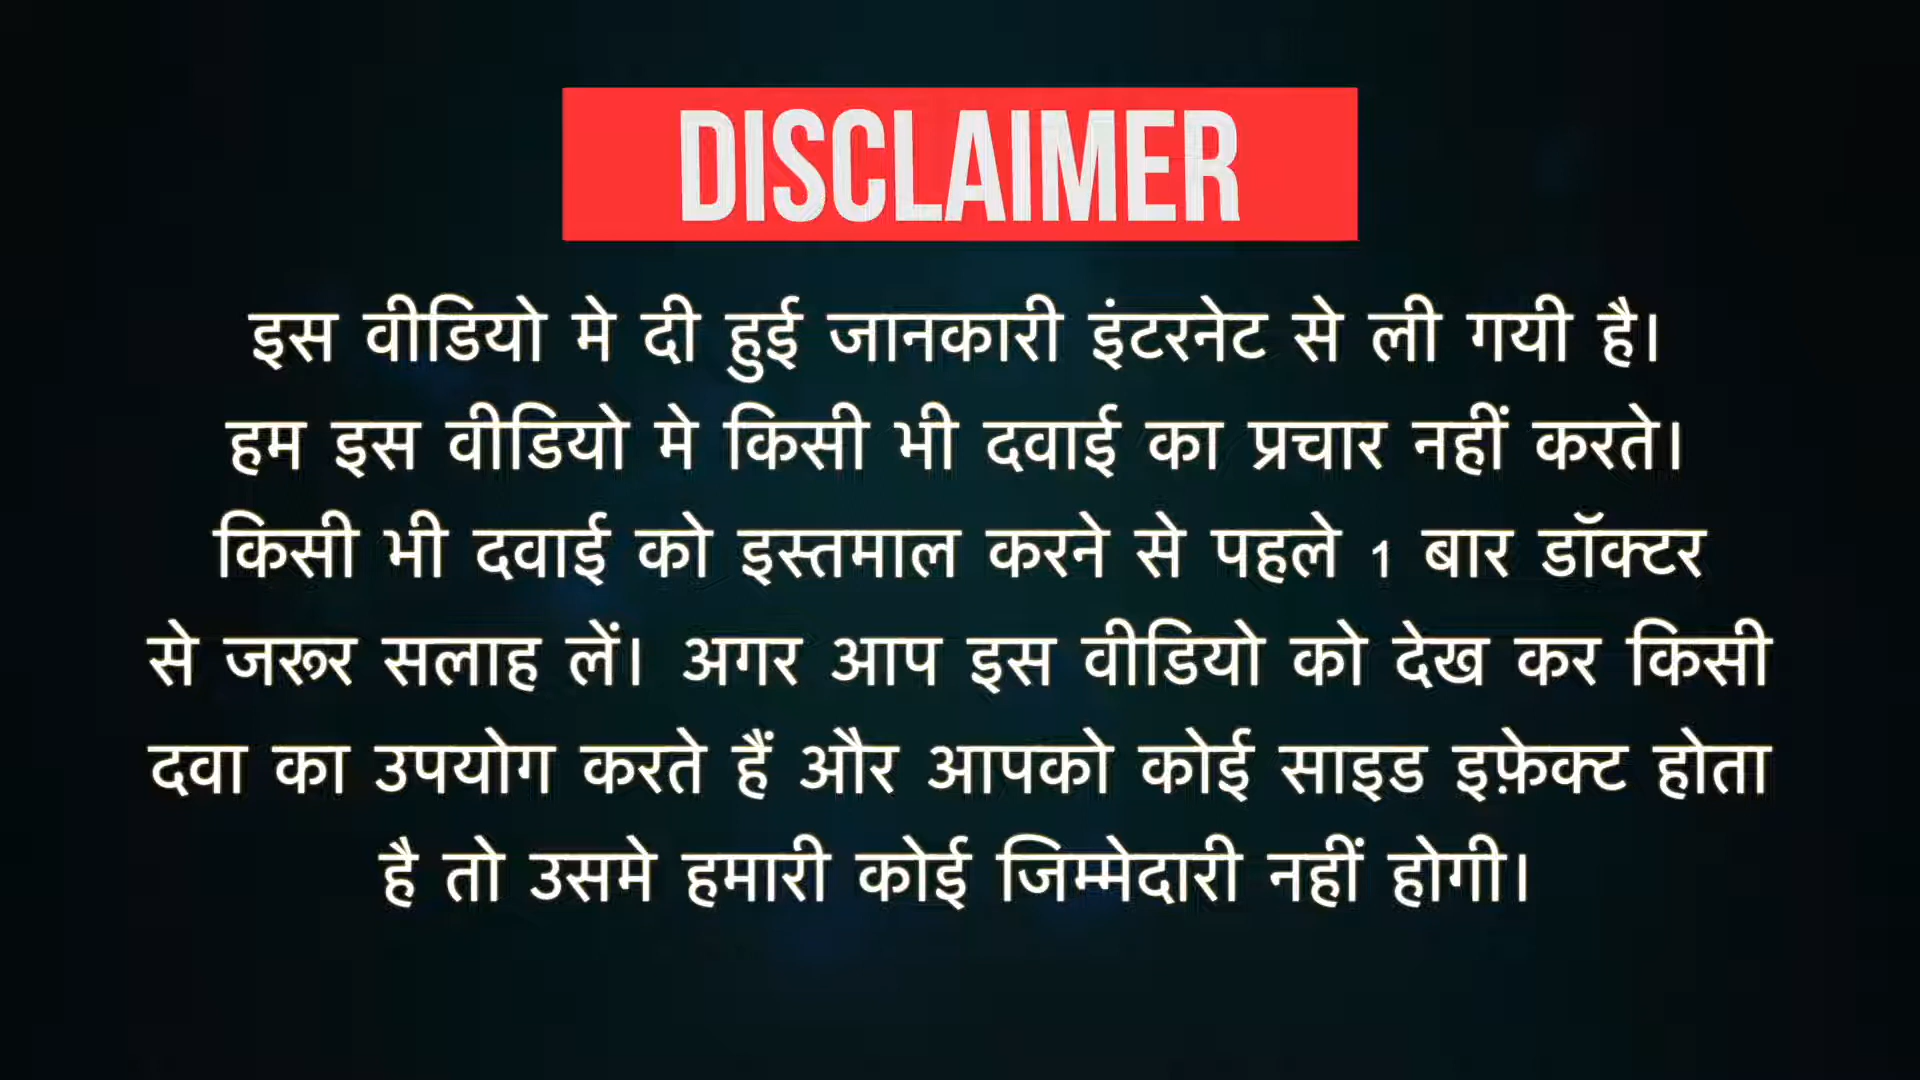 DISCLAIMER
इस वीडियो मे दी हुई जानकारी इंटरनेट से ली गयी है।
हम इस वीडियो मे किसी भी दवाई का प्रचार नहीं करते।
किसी भी दवाई को इस्तमाल करने से पहले 1 बार डॉक्टर
से जरूर सलाह लें। अगर आप इस वीडियो को देख कर किसी
दवा का उपयोग करते हैं और आपको कोई साइड इफ़ेक्ट होता
है तो उसमे हमारी कोई जिम्मेदारी नहीं होगी।